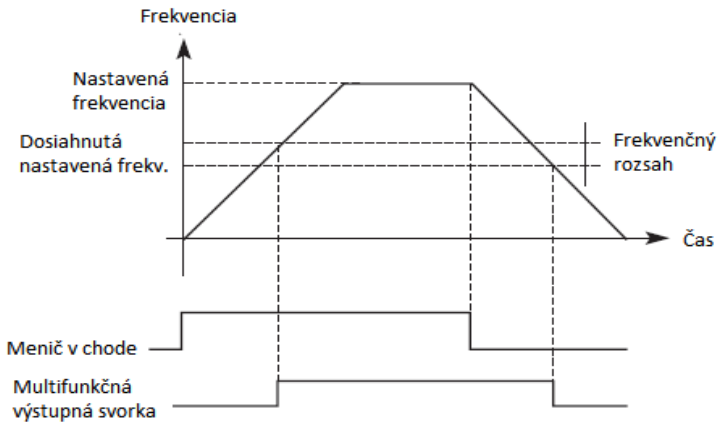 Frekvencia
Nastavená
frekvencia
Dosiahnutá
nastavená frekv.
Frekvenčný
rozsah
Čas
Menič v chode
Multifunkčná
výstupná svorka